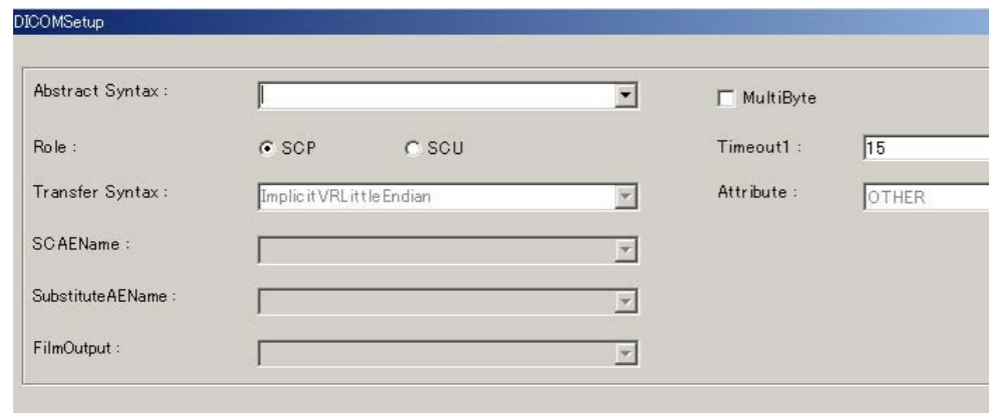 DICOMSetup
Abstract Syntax :
MultiByte
Role :
SCP
SCU
Timeout1 :
15
Transfer Syntax :
ImplicitVRLittleEndian
Attribute :
OTHER
SCAEName :
SubstituteAEName :
FilmOutput :